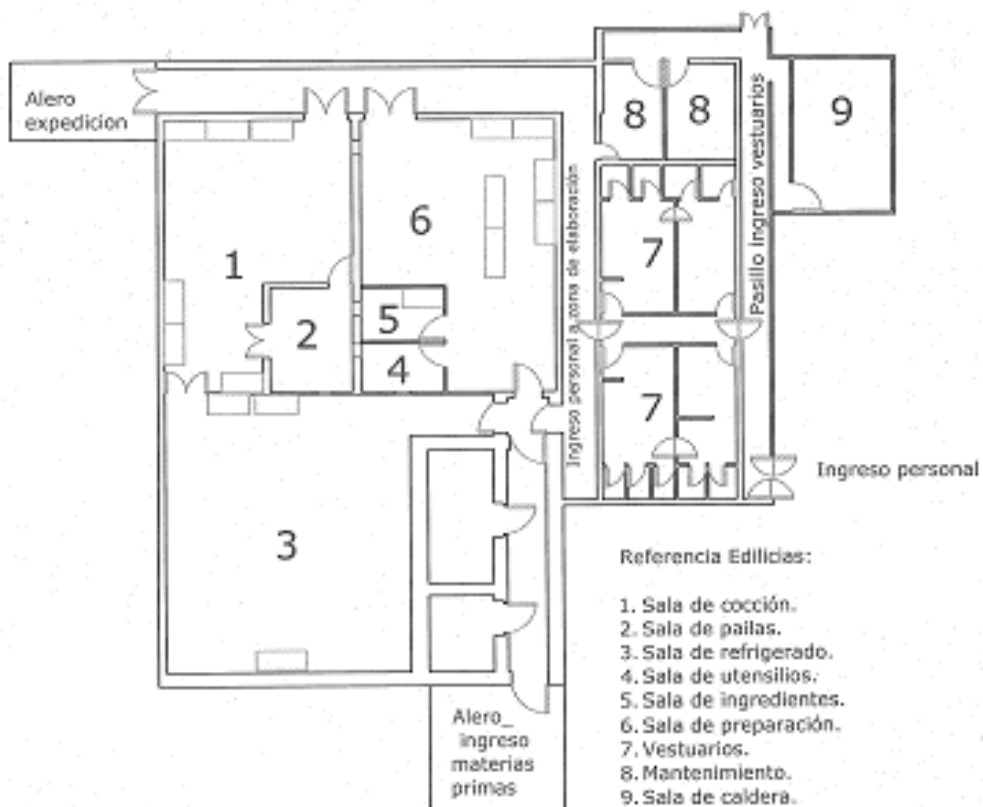 Alero
expedicion
8
8
9
Pasillo ingreso vestuarios
Ingreso personal a zona de elaboración
6
1
7
5
2
4
7
Ingreso personal
3
Referencia Edilicias:
1. Sala de cocción.
2. Sala de pailas.
3. Sala de refrigerado.
4. Sala de utensilios.
5. Sala de ingredientes.
6. Sala de preparación.
7. Vestuarios.
8. Mantenimiento.
9. Sala de caldera.
Alero_
ingreso
materias
primas